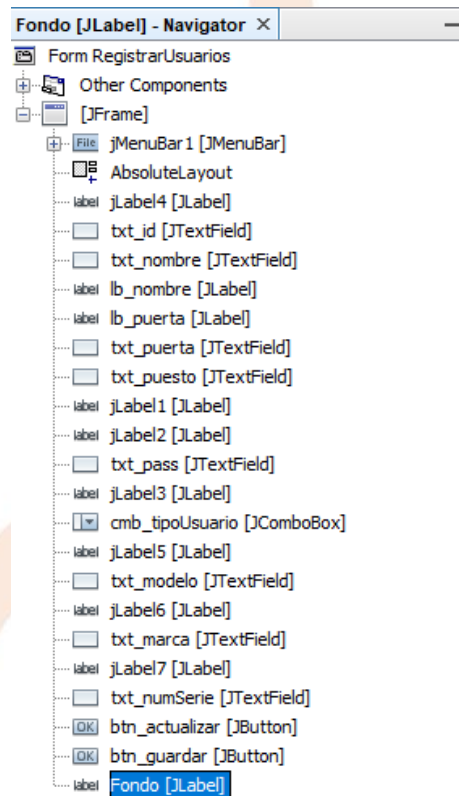 Fondo [JLabel] - Navigator ×
Form RegistrarUsuarios
Other Components
[JFrame]
File jMenuBar1 [JMenuBar]
AbsoluteLayout
label jLabel4 [JLabel]
txt_id [JTextField]
txt_nombre [JTextField]
label lb_nombre [JLabel]
label lb_puerta [JLabel]
txt_puerta [JTextField]
txt_puesto [JTextField]
label jLabel1 [JLabel]
label jLabel2 [JLabel]
txt_pass [JTextField]
label jLabel3 [JLabel]
cmb_tipoUsuario [JComboBox]
label jLabel5 [JLabel]
txt_modelo [JTextField]
label jLabel6 [JLabel]
txt_marca [JTextField]
label jLabel7 [JLabel]
txt_numSerie [JTextField]
OK btn_actualizar [JButton]
OK btn_guardar [JButton]
label Fondo [JLabel]